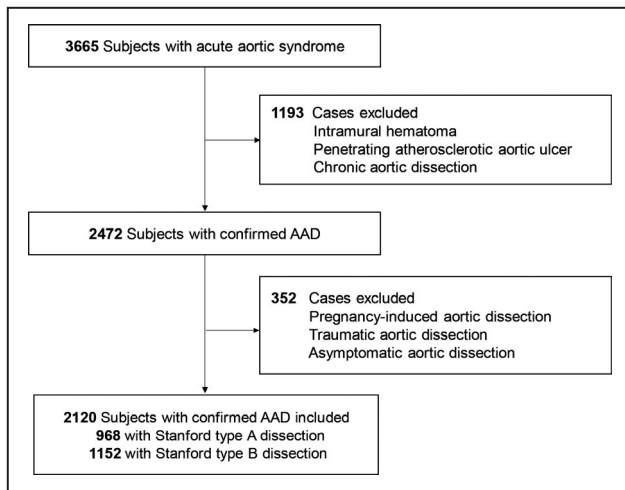 3665 Subjects with acute aortic syndrome
1193 Cases excluded
Intramural hematoma
Penetrating atherosclerotic aortic ulcer
Chronic aortic dissection
2472 Subjects with confirmed AAD
352 Cases excluded
Pregnancy-induced aortic dissection
Traumatic aortic dissection
Asymptomatic aortic dissection
2120 Subjects with confirmed AAD included
968 with Stanford type A dissection
1152 with Stanford type B dissection